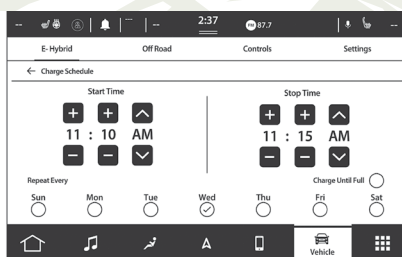 -- -- -- 2:37 FM 87.7 --
E- Hybrid Off Road Controls Settings
← Charge Schedule
Start Time Stop Time
+ + + +
11 : 10 AM 11 : 15 AM
− − − −
Repeat Every Charge Until Full
Sun Mon Tue Wed Thu Fri Sat
Vehicle